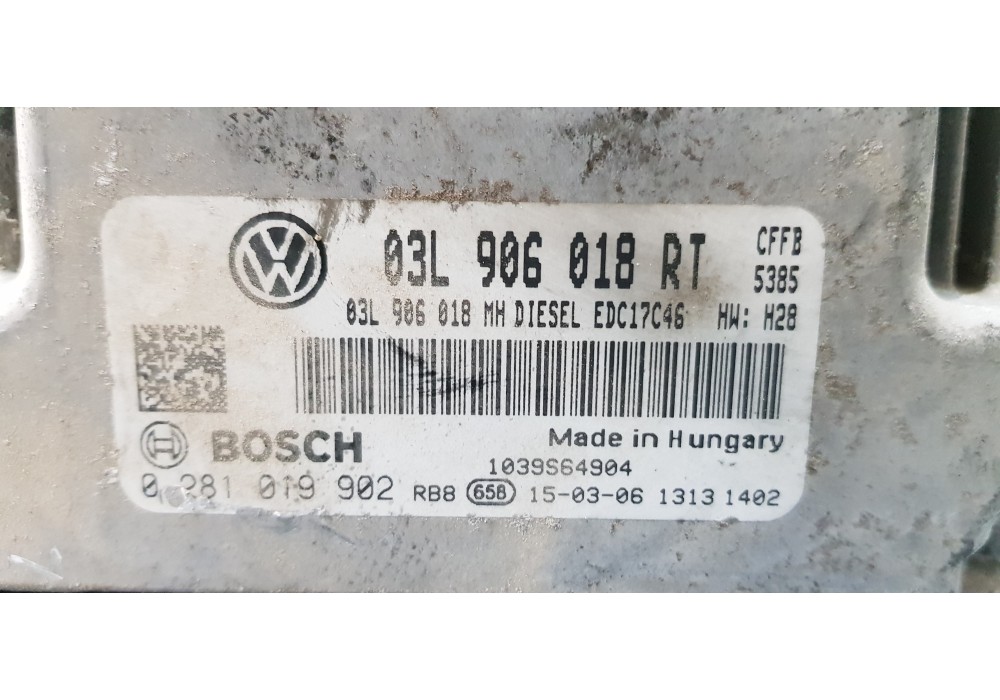 03L 906 018 RT CFFB
5385
03L 906 018 MH DIESEL EDC17C46 HW: H28
BOSCH Made in Hungary
1039S64904
0 281 019 902 RB8 658 15-03-06 1313 1402